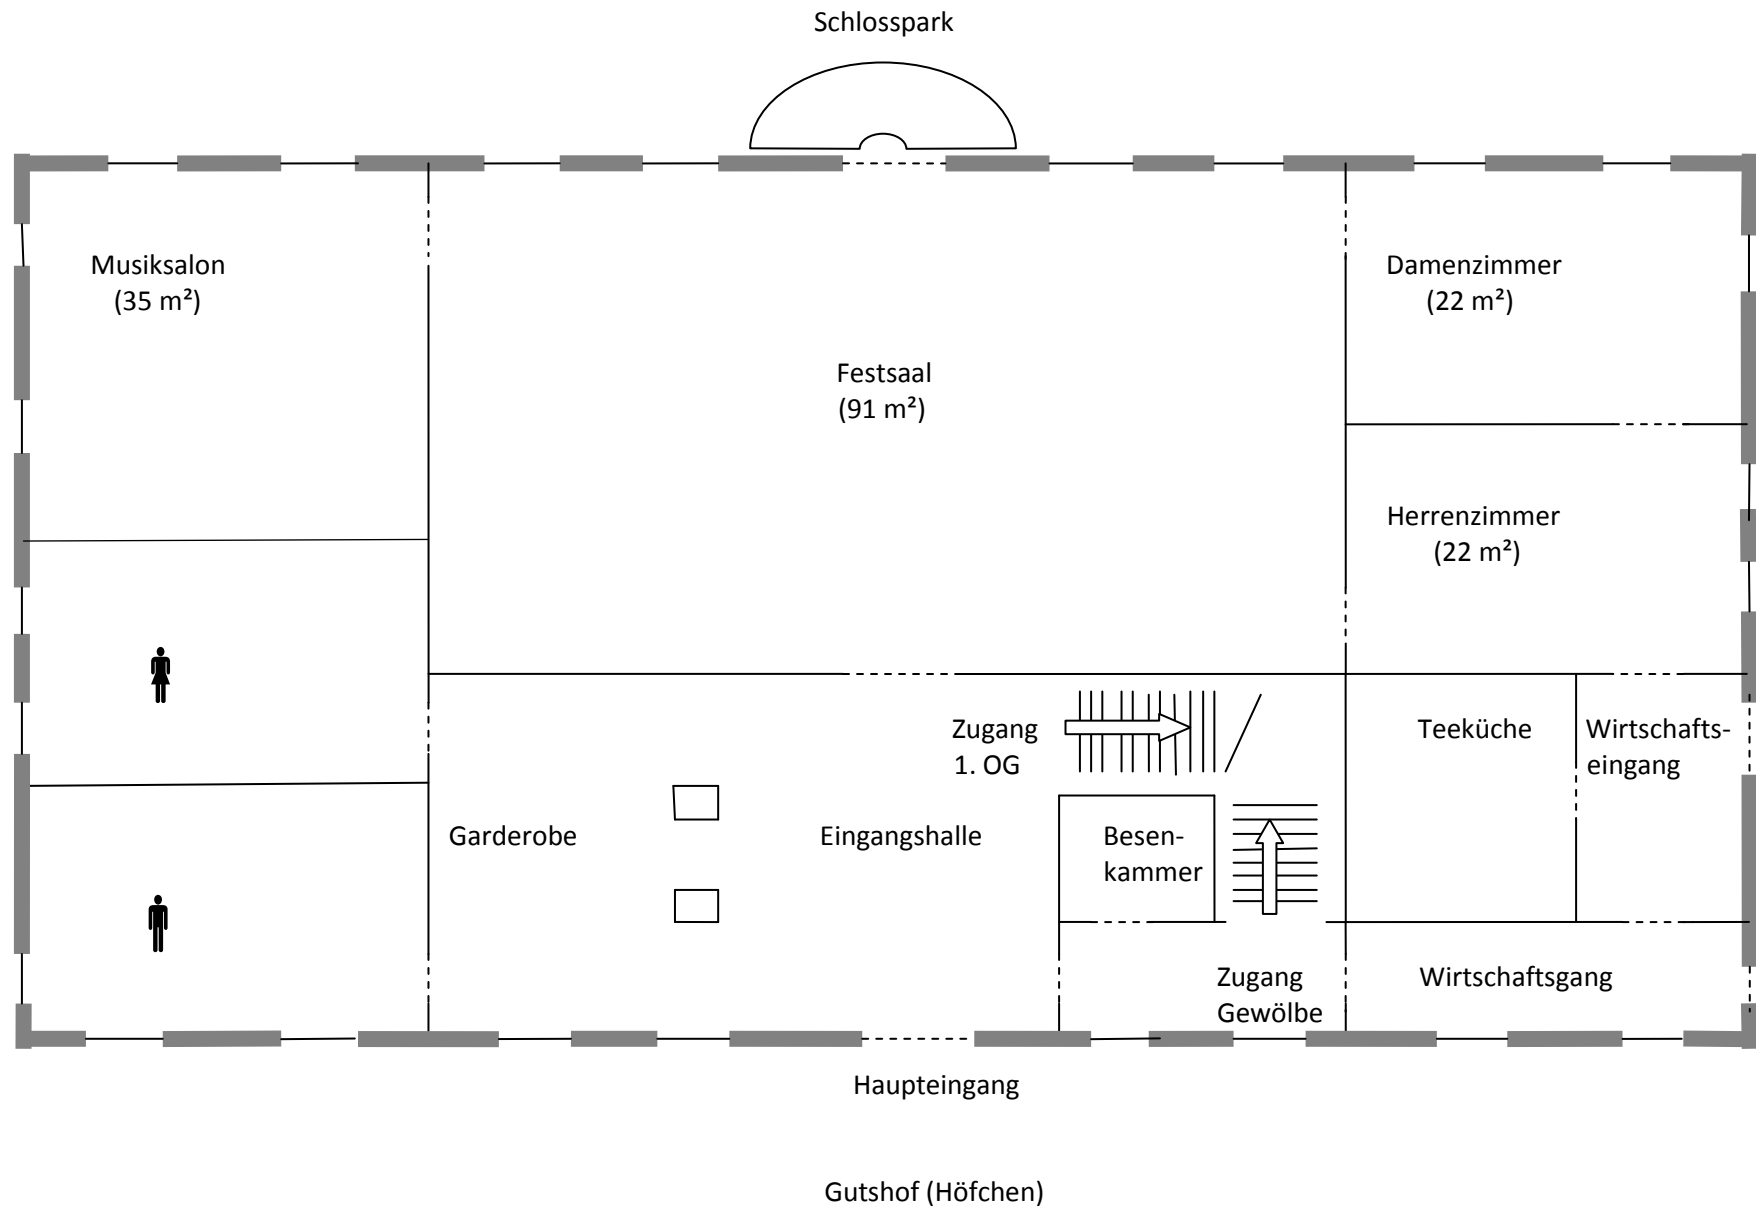 Schlosspark
Musiksalon
(35 m²)
Damenzimmer
(22 m²)
Festsaal
(91 m²)
Herrenzimmer
(22 m²)
Zugang
1. OG
Teeküche
Wirtschafts-
eingang
Garderobe
Eingangshalle
Besen-
kammer
Zugang
Gewölbe
Wirtschaftsgang
Haupteingang
Gutshof (Höfchen)